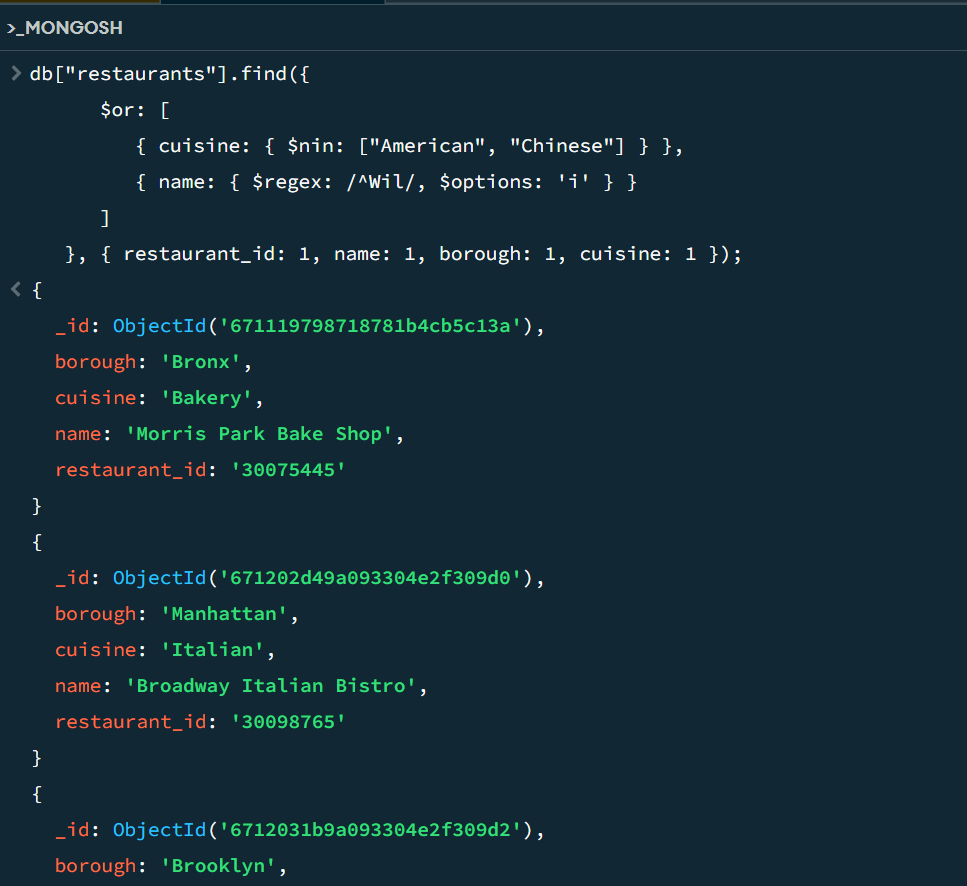 >_MONGOSH
> db["restaurants"].find({
$or: [
{ cuisine: { $nin: ["American", "Chinese"] } },
{ name: { $regex: /^Wil/, $options: 'i' } }
]
}, { restaurant_id: 1, name: 1, borough: 1, cuisine: 1 });
< {
_id: ObjectId('671119798718781b4cb5c13a'),
borough: 'Bronx',
cuisine: 'Bakery',
name: 'Morris Park Bake Shop',
restaurant_id: '30075445'
}
{
_id: ObjectId('671202d49a093304e2f309d0'),
borough: 'Manhattan',
cuisine: 'Italian',
name: 'Broadway Italian Bistro',
restaurant_id: '30098765'
}
{
_id: ObjectId('6712031b9a093304e2f309d2'),
borough: 'Brooklyn',